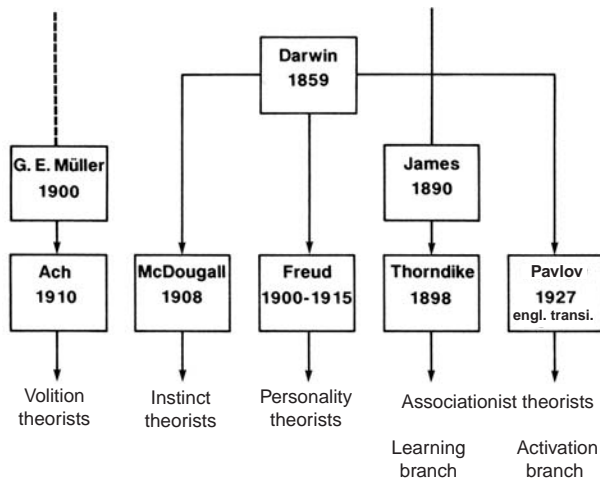 Darwin
1859
G. E. Müller
1900
James
1890
Ach
1910
McDougall
1908
Freud
1900-1915
Thorndike
1898
Pavlov
1927
engl. transi.
Volition
theorists
Instinct
theorists
Personality
theorists
Associationist theorists
Learning
branch
Activation
branch